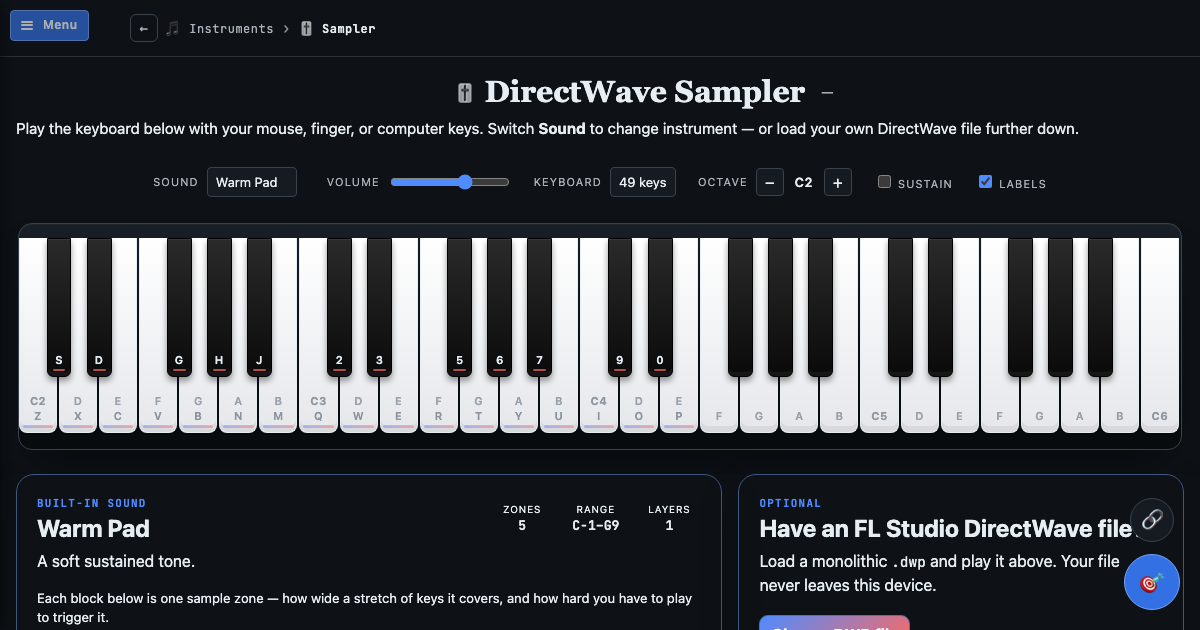 Menu
← Instruments › Sampler
DirectWave Sampler –
Play the keyboard below with your mouse, finger, or computer keys. Switch Sound to change instrument — or load your own DirectWave file further down.
SOUND Warm Pad VOLUME KEYBOARD 49 keys OCTAVE − C2 + SUSTAIN LABELS
S D G H J 2 3 5 6 7 9 0
C2 D E F G A B C3 D E F G A B C4 D E
Z X C V B N M Q W E R T Y U I O P F G A B C5 D E F G A B C6
BUILT-IN SOUND
Warm Pad
ZONES RANGE LAYERS
5 C-1–G9 1
A soft sustained tone.
Each block below is one sample zone — how wide a stretch of keys it covers, and how hard you have to play
to trigger it.
OPTIONAL
Have an FL Studio DirectWave file
Load a monolithic .dwp and play it above. Your file
never leaves this device.